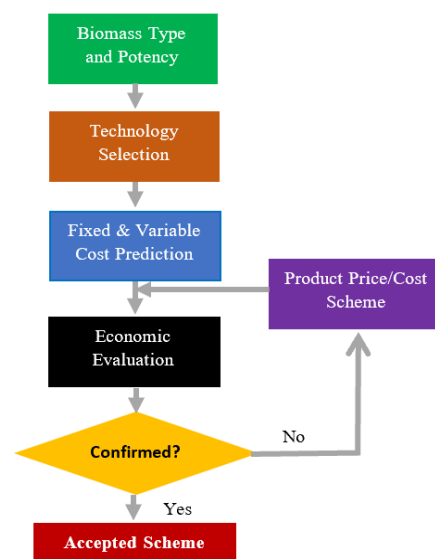 Biomass Type
and Potency
Technology
Selection
Fixed & Variable
Cost Prediction
Product Price/Cost
Scheme
Economic
Evaluation
Confirmed?
No
Yes
Accepted Scheme